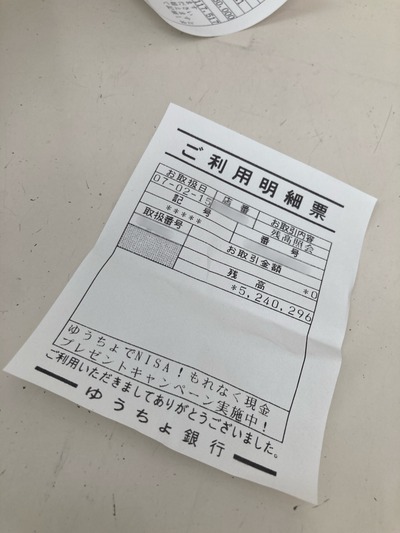 ご利用明細票
お取扱日 店番 お取引内容
07-02-15 残高照会
記号 番号
*****
取扱番号 お取引金額
*0
残高
*5,240,296
ゆうちょでNISA!もれなく現金
プレゼントキャンペーン実施中!
ご利用いただきましてありがとうございました。
ゆうちょ銀行